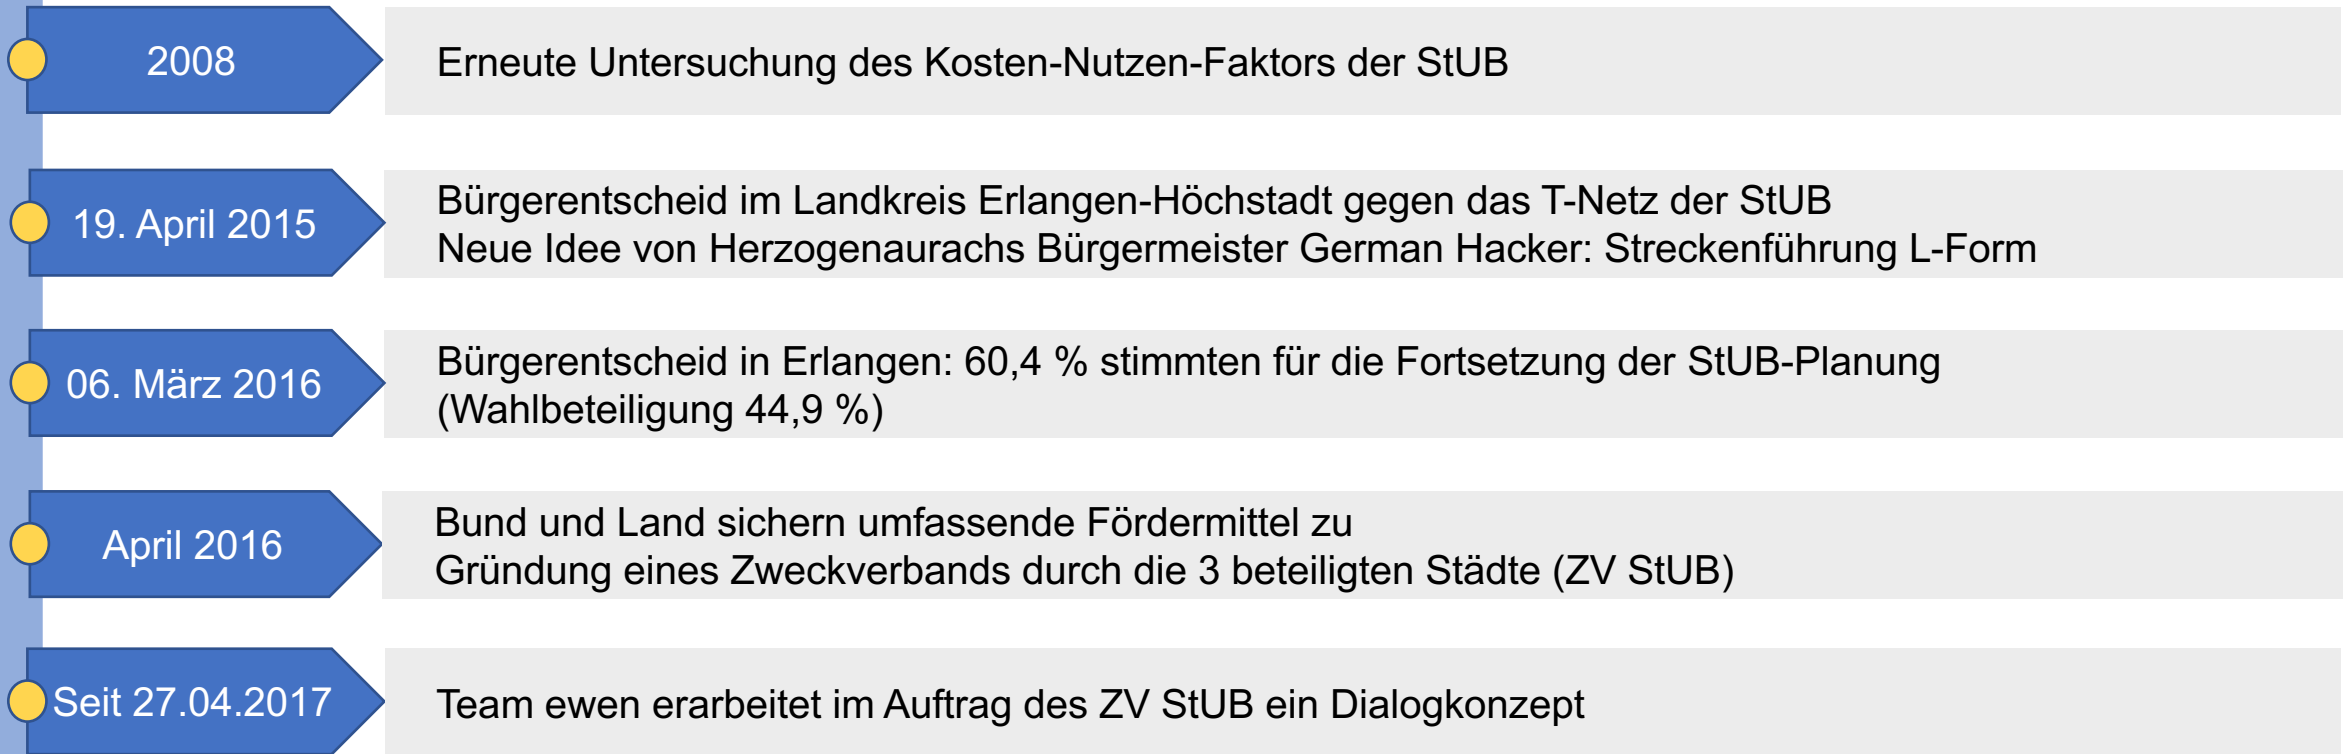 2008
Erneute Untersuchung des Kosten-Nutzen-Faktors der StUB
19. April 2015
Bürgerentscheid im Landkreis Erlangen-Höchstadt gegen das T-Netz der StUB
Neue Idee von Herzogenaurachs Bürgermeister German Hacker: Streckenführung L-Form
06. März 2016
Bürgerentscheid in Erlangen: 60,4 % stimmten für die Fortsetzung der StUB-Planung
(Wahlbeteiligung 44,9 %)
April 2016
Bund und Land sichern umfassende Fördermittel zu
Gründung eines Zweckverbands durch die 3 beteiligten Städte (ZV StUB)
Seit 27.04.2017
Team ewen erarbeitet im Auftrag des ZV StUB ein Dialogkonzept